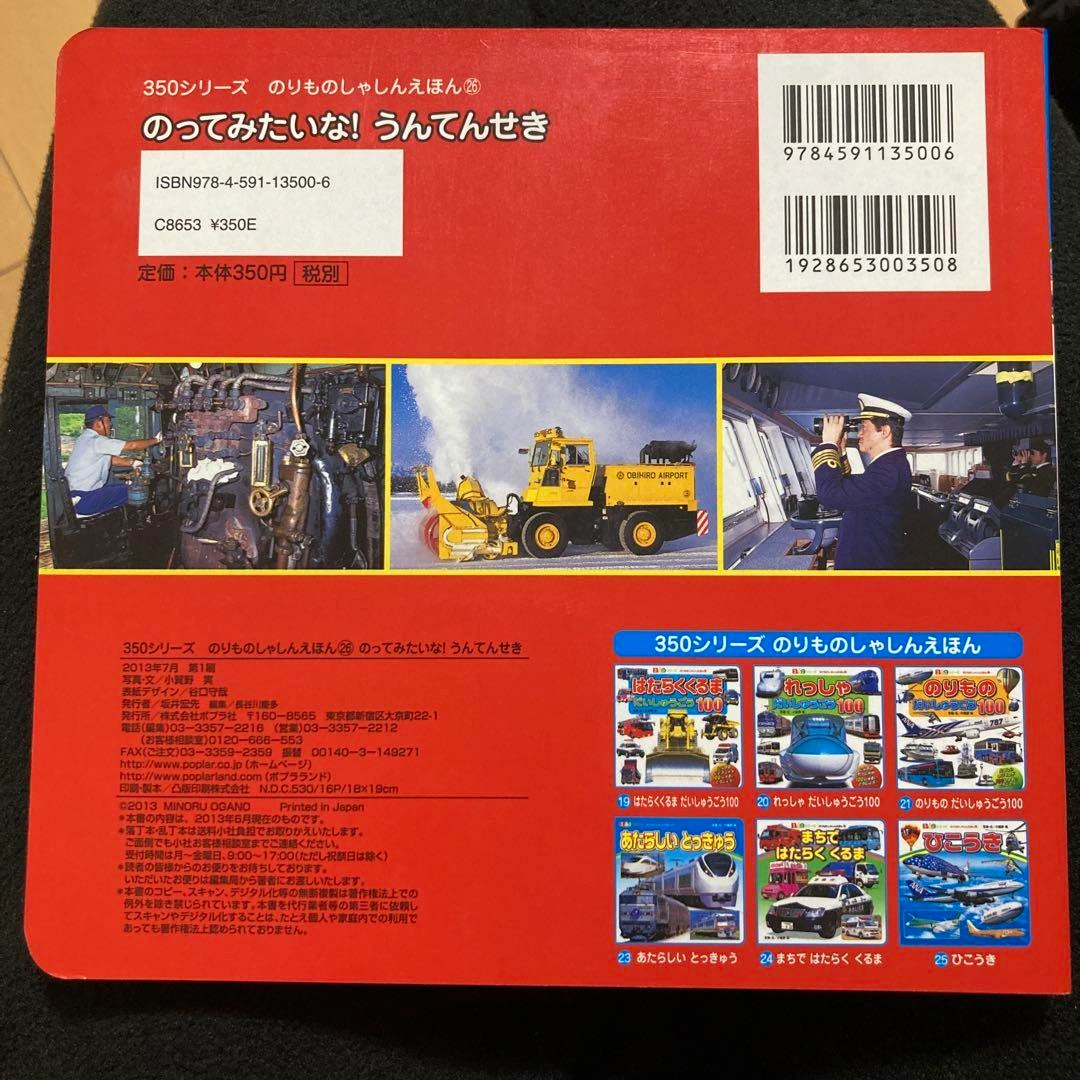 350シリーズ　のりものしゃしんえほん㉖
のってみたいな! うんてんせき
ISBN978-4-591-13500-6
C8653 ¥350E
定価：本体350円 税別
9784591135006
1928653003508
OBIHIRO AIRPORT
350シリーズ　のりものしゃしんえほん㉖ のってみたいな! うんてんせき
2013年7月　第1刷
写真・文／小賀野　実
表紙デザイン／谷口守哉
発行者／坂井宏先　編集／長谷川慶多
発行所／株式会社ポプラ社　〒160-8565　東京都新宿区大京町22-1
電話(編集)03-3357-2216　(営業)03-3357-2212
(お客様相談室)0120-666-553
FAX(ご注文)03-3359-2359　振替　00140-3-149271
http://www.poplar.co.jp (ホームページ)
http://www.poplarland.com (ポプラランド)
印刷・製本／凸版印刷株式会社　N.D.C.530/16P/18×19cm
©2013 MINORU OGANO　Printed in Japan
*本書の内容は、2013年6月現在のものです。
*落丁本・乱丁本は送料小社負担でお取りかえいたします。
ご面倒でも小社お客様相談室までご連絡ください。
受付時間は月～金曜日、9:00～17:00(ただし祝祭日は除く)
*読者の皆様からのお便りをお待ちしております。
いただいたお便りは編集局から著者にお渡しいたします。
*本書のコピー、スキャン、デジタル化等の無断複製は著作権法上での
例外を除き禁じられています。本書を代行業者等の第三者に依頼し
てスキャンやデジタル化することは、たとえ個人や家庭内での利用で
あっても著作権法上認められておりません。
350シリーズ のりものしゃしんえほん
はたらくくるま
だいしゅうごう100
れっしゃ
だいしゅうごう100
のりもの
だいしゅうごう100
787
⑲ はたらくくるま だいしゅうごう100
⑳ れっしゃ だいしゅうごう100
㉑ のりもの だいしゅうごう100
あたらしい とっきゅう
まちで
はたらく くるま
ひこうき
ANA
㉓ あたらしい とっきゅう
㉔ まちで はたらく くるま
㉕ ひこうき